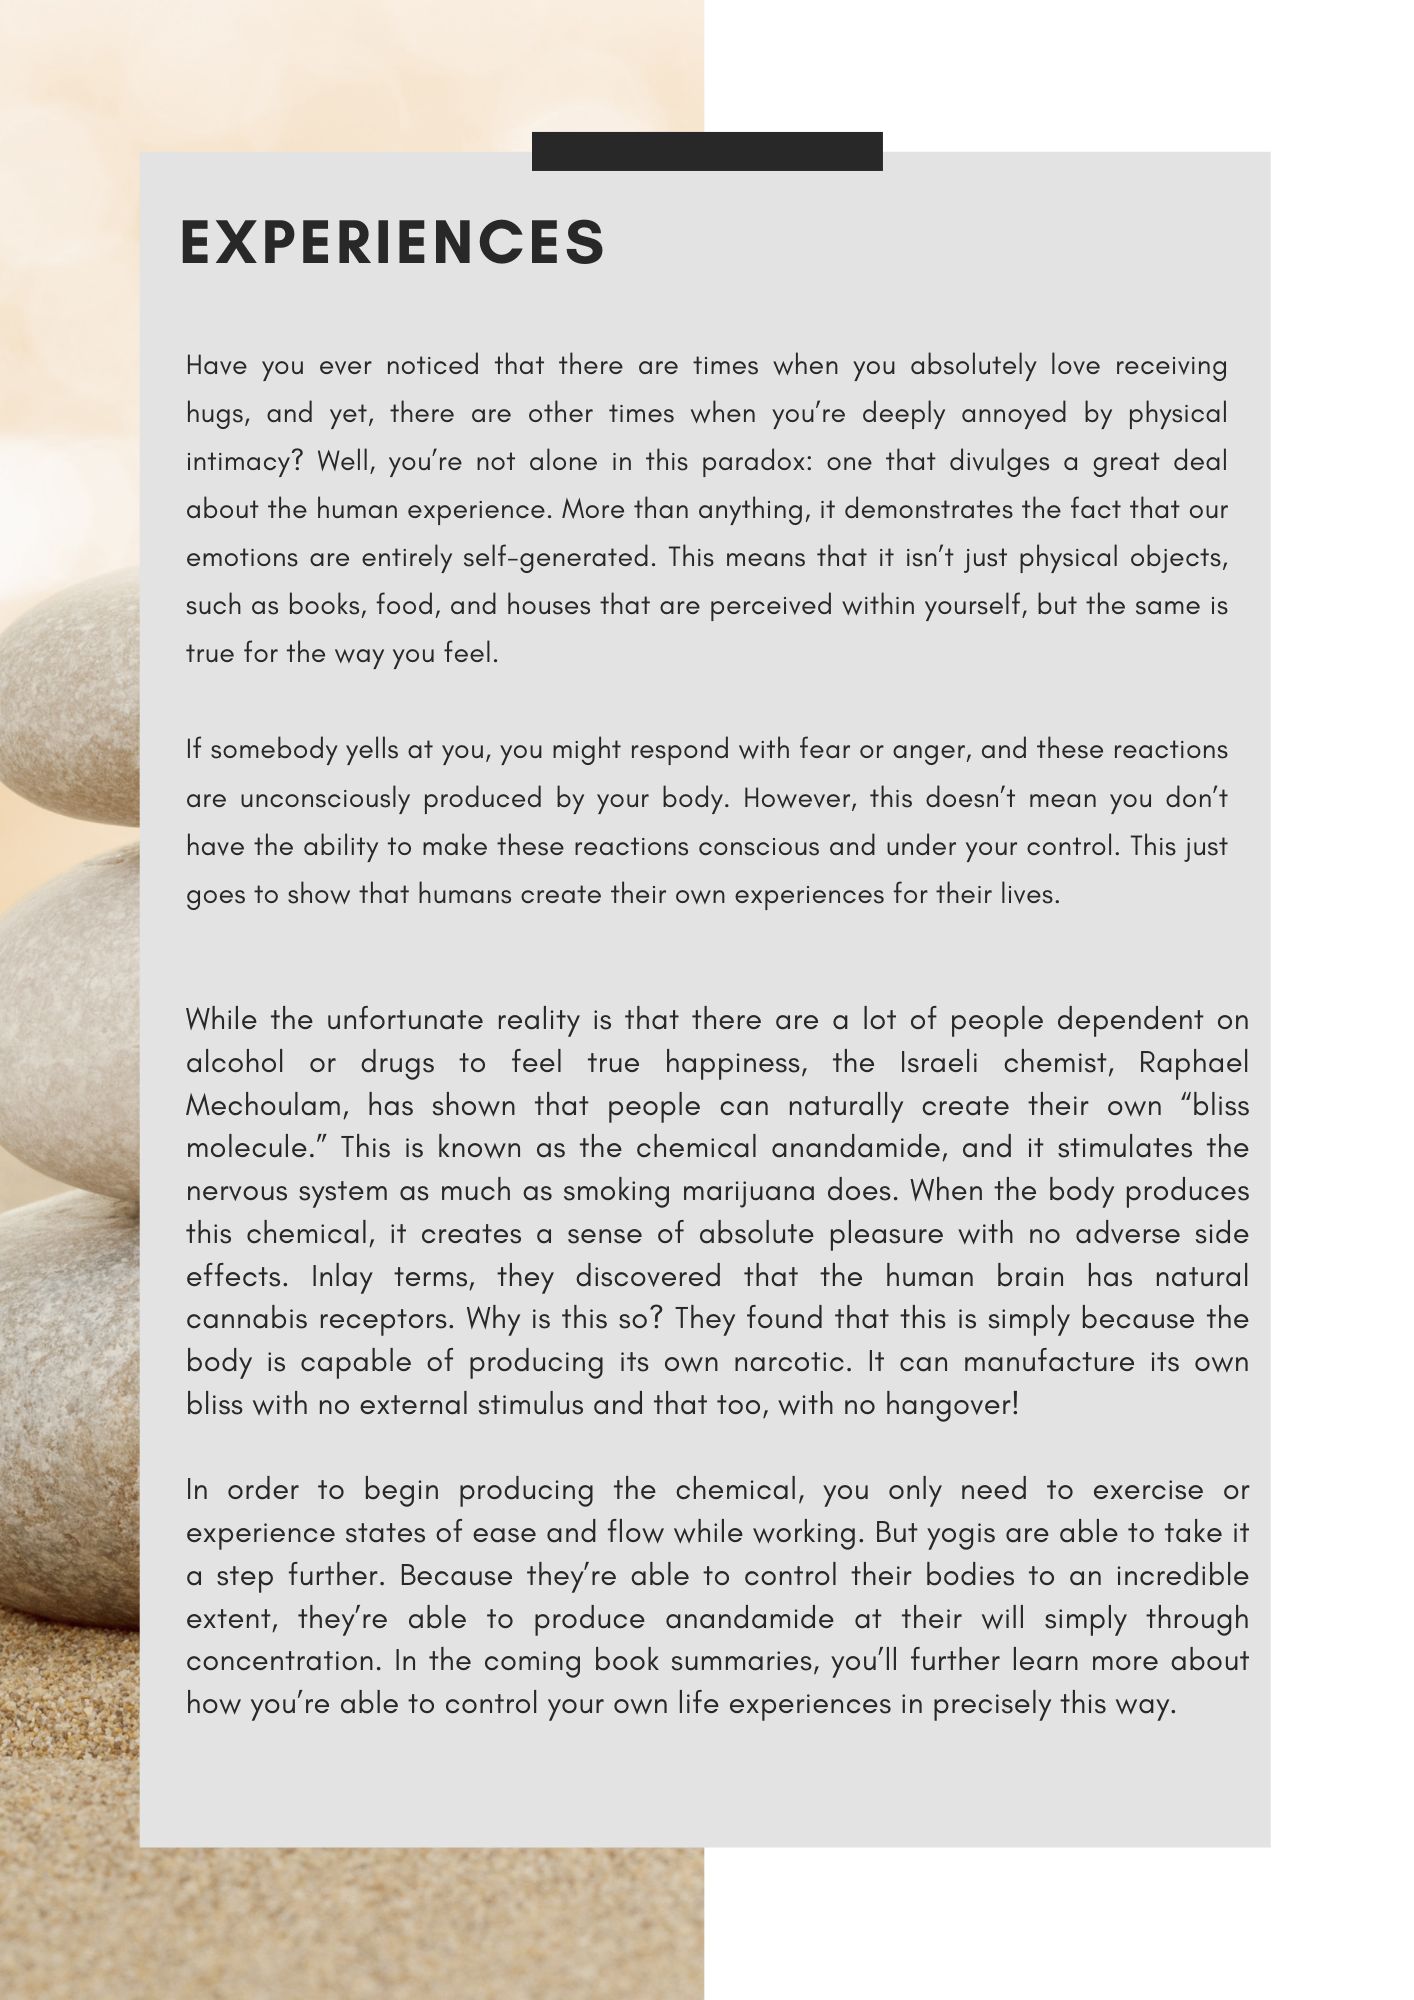 EXPERIENCES
Have you ever noticed that there are times when you absolutely love receiving
hugs, and yet, there are other times when you’re deeply annoyed by physical
intimacy? Well, you’re not alone in this paradox: one that divulges a great deal
about the human experience. More than anything, it demonstrates the fact that our
emotions are entirely self-generated. This means that it isn’t just physical objects,
such as books, food, and houses that are perceived within yourself, but the same is
true for the way you feel.
If somebody yells at you, you might respond with fear or anger, and these reactions
are unconsciously produced by your body. However, this doesn’t mean you don’t
have the ability to make these reactions conscious and under your control. This just
goes to show that humans create their own experiences for their lives.
While the unfortunate reality is that there are a lot of people dependent on
alcohol or drugs to feel true happiness, the Israeli chemist, Raphael
Mechoulam, has shown that people can naturally create their own “bliss
molecule.” This is known as the chemical anandamide, and it stimulates the
nervous system as much as smoking marijuana does. When the body produces
this chemical, it creates a sense of absolute pleasure with no adverse side
effects. Inlay terms, they discovered that the human brain has natural
cannabis receptors. Why is this so? They found that this is simply because the
body is capable of producing its own narcotic. It can manufacture its own
bliss with no external stimulus and that too, with no hangover!
In order to begin producing the chemical, you only need to exercise or
experience states of ease and flow while working. But yogis are able to take it
a step further. Because they’re able to control their bodies to an incredible
extent, they’re able to produce anandamide at their will simply through
concentration. In the coming book summaries, you’ll further learn more about
how you’re able to control your own life experiences in precisely this way.